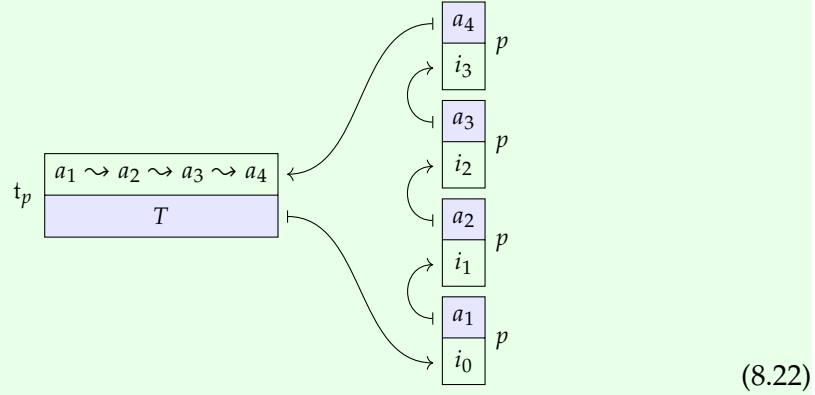 a₄
p
i₃
a₃
p
i₂
a₁ ⇝ a₂ ⇝ a₃ ⇝ a₄
tₚ
T
a₂
p
i₁
a₁
p
i₀
(8.22)